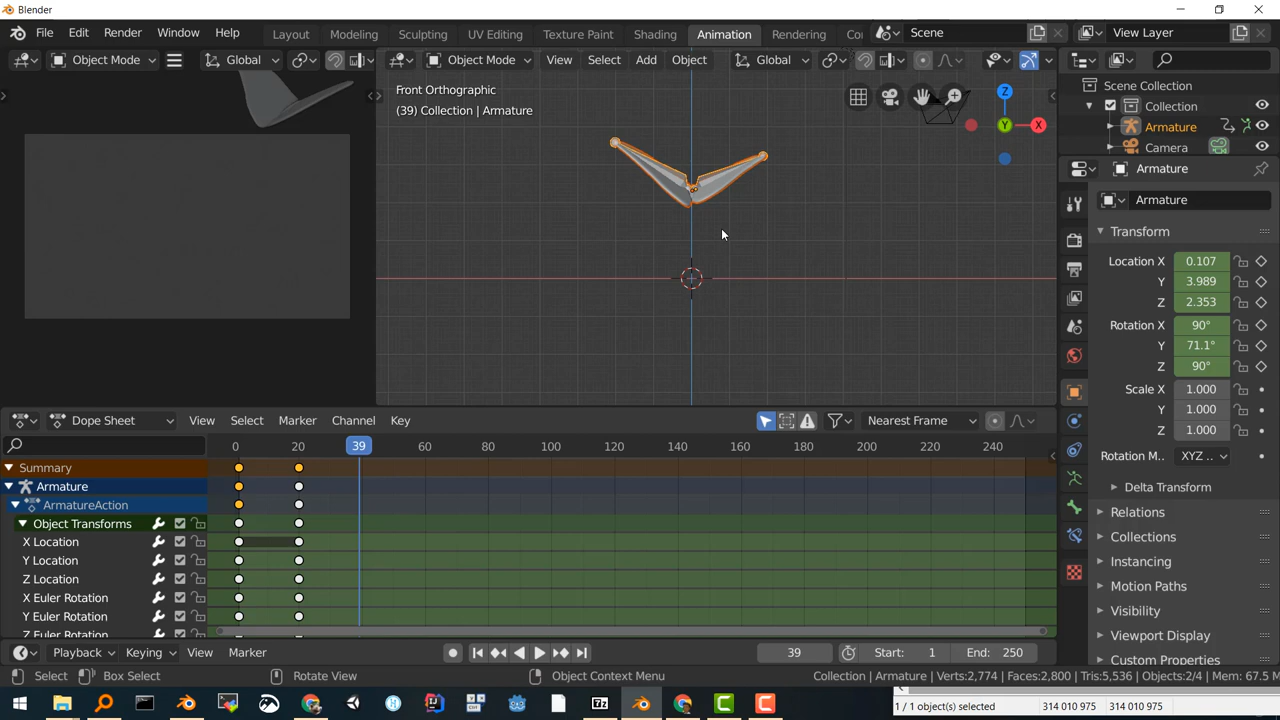 Blender
File Edit Render Window Help Layout Modeling Sculpting UV Editing Texture Paint Shading Animation Rendering Co Scene View Layer
Object Mode Global Object Mode View Select Add Object Global
Front Orthographic
(39) Collection | Armature
Z
Y
X
Scene Collection
Collection
Armature
Camera
Armature
Armature
Transform
Location X 0.107
Y 3.989
Z 2.353
Rotation X 90°
Y 71.1°
Z 90°
Scale X 1.000
Y 1.000
Z 1.000
Rotation M.. XYZ ..
Delta Transform
Relations
Collections
Instancing
Motion Paths
Visibility
Viewport Display
Custom Properties
Dope Sheet View Select Marker Channel Key Nearest Frame
0 20 39 60 80 100 120 140 160 180 200 220 240
Summary
Armature
ArmatureAction
Object Transforms
X Location
Y Location
Z Location
X Euler Rotation
Y Euler Rotation
Z Euler Rotation
Playback Keying View Marker 39 Start: 1 End: 250
Select Box Select Rotate View Object Context Menu Collection | Armature | Verts:2,774 | Faces:2,800 | Tris:5,536 | Objects:2/4 | Mem: 67.5 M
7z
1 / 1 object(s) selected 314 010 975 314 010 975